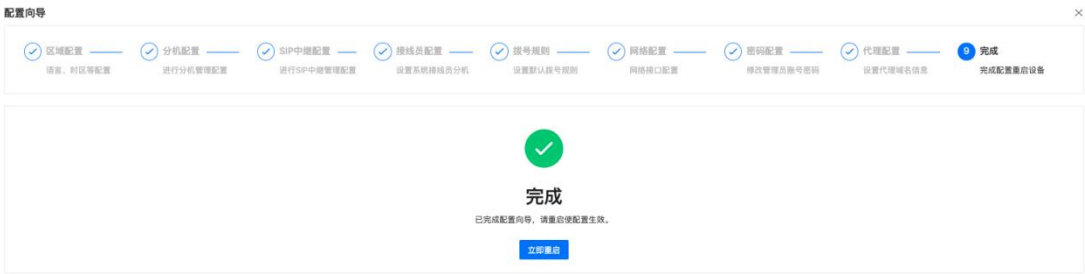 配置向导
区域配置
语言、时区等配置
分机配置
进行分机管理配置
SIP中继配置
进行SIP中继管理配置
接线员配置
设置系统接线员分机
拨号规则
设置默认拨号规则
网络配置
网络接口配置
密码配置
修改管理员账号密码
代理配置
设置代理域名信息
9 完成
完成配置重启设备
完成
已完成配置向导，请重启使配置生效。
立即重启